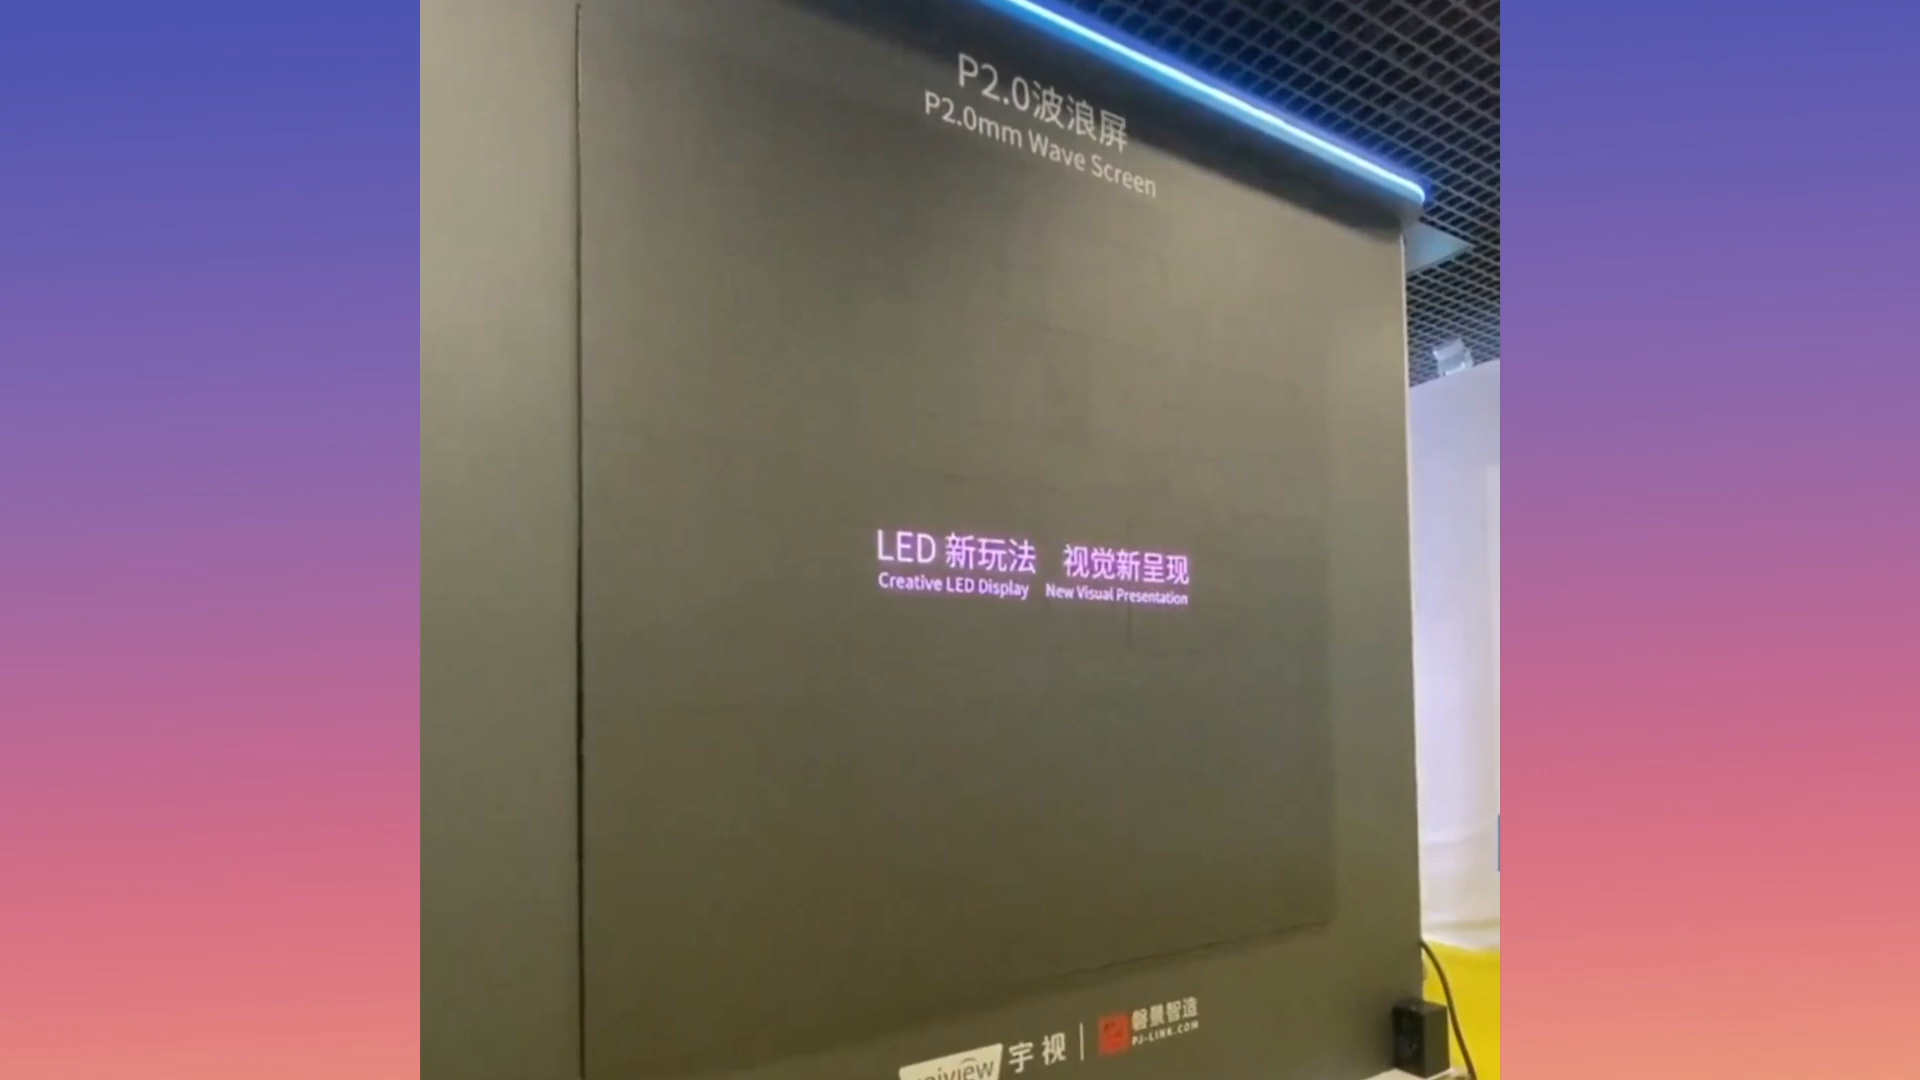 P2.0波浪屏
P2.0mm Wave Screen
LED 新玩法 视觉新呈现
Creative LED Display New Visual Presentation
宇视
磐景智造
PJ-LINK.COM